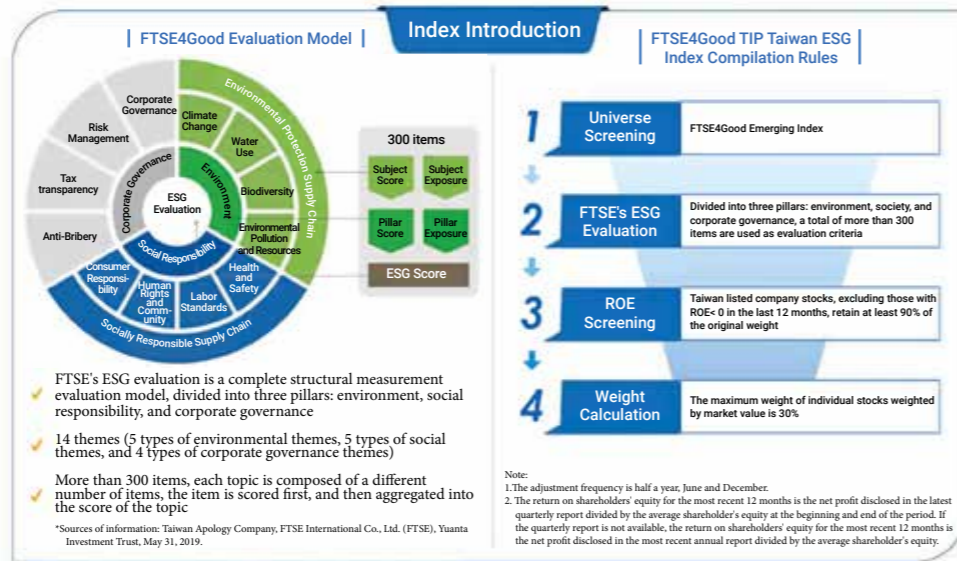 Index Introduction
FTSE4Good Evaluation Model
Corporate
Governance
Risk
Management
Tax
transparency
Anti-Bribery
Corporate Governance
ESG
Evaluation
Environment
Social Responsibility
Climate
Change
Water
Use
Biodiversity
Environmental
Pollution
and Resources
Environmental Protection Supply Chain
Consumer
Responsi-
bility
Human
Rights
and
Comm-
unity
Labor
Standards
Health
and
Safety
Socially Responsible Supply Chain
300 items
Subject
Score
Subject
Exposure
Pillar
Score
Pillar
Exposure
ESG Score
FTSE's ESG evaluation is a complete structural measurement
evaluation model, divided into three pillars: environment, social
responsibility, and corporate governance
14 themes (5 types of environmental themes, 5 types of social
themes, and 4 types of corporate governance themes)
More than 300 items, each topic is composed of a different
number of items, the item is scored first, and then aggregated into
the score of the topic
*Sources of information: Taiwan Apology Company, FTSE International Co., Ltd. (FTSE), Yuanta
Investment Trust, May 31, 2019.
FTSE4Good TIP Taiwan ESG
Index Compilation Rules
1
Universe
Screening
FTSE4Good Emerging Index
2
FTSE's ESG
Evaluation
Divided into three pillars: environment, society, and
corporate governance, a total of more than 300
items are used as evaluation criteria
3
ROE
Screening
Taiwan listed company stocks, excluding those with
ROE< 0 in the last 12 months, retain at least 90% of
the original weight
4
Weight
Calculation
The maximum weight of individual stocks weighted
by market value is 30%
Note:
1.The adjustment frequency is half a year, June and December.
2. The return on shareholders' equity for the most recent 12 months is the net profit disclosed in the latest
quarterly report divided by the average shareholder's equity at the beginning and end of the period. If
the quarterly report is not available, the return on shareholders' equity for the most recent 12 months is
the net profit disclosed in the most recent annual report divided by the average shareholder's equity.